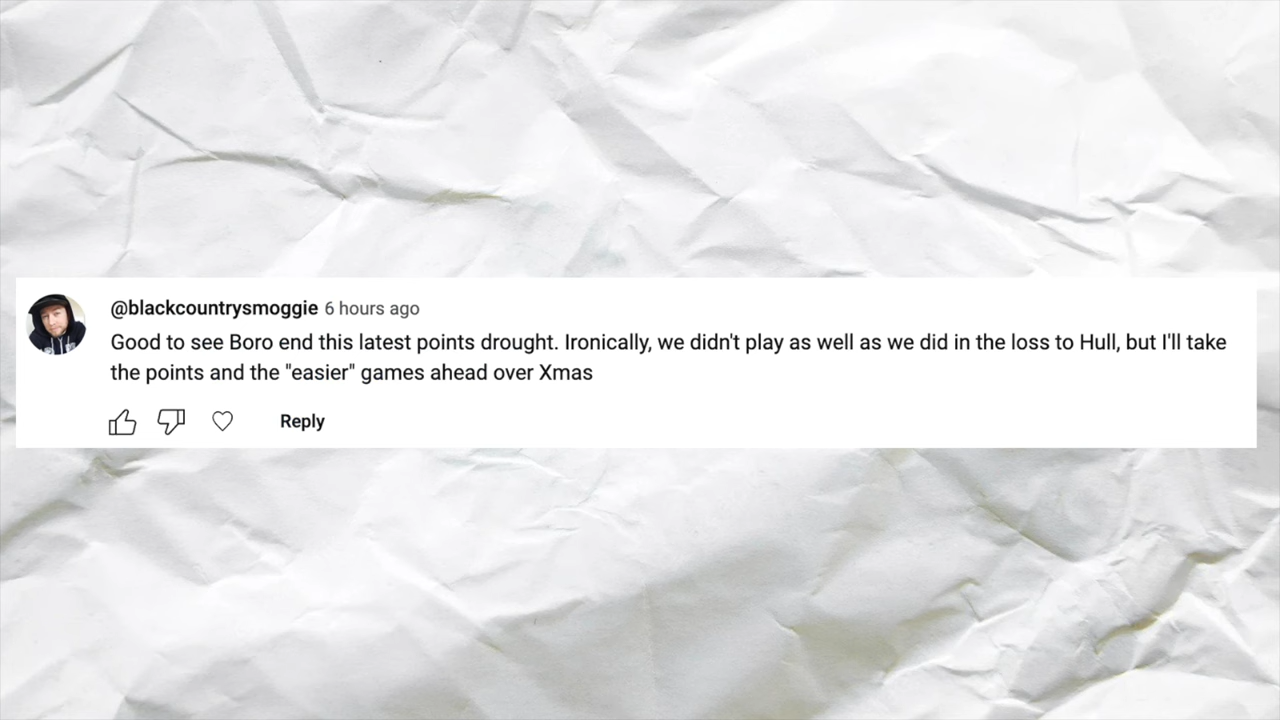 @blackcountrysmoggie 6 hours ago
Good to see Boro end this latest points drought. Ironically, we didn't play as well as we did in the loss to Hull, but I'll take
the points and the "easier" games ahead over Xmas
Reply